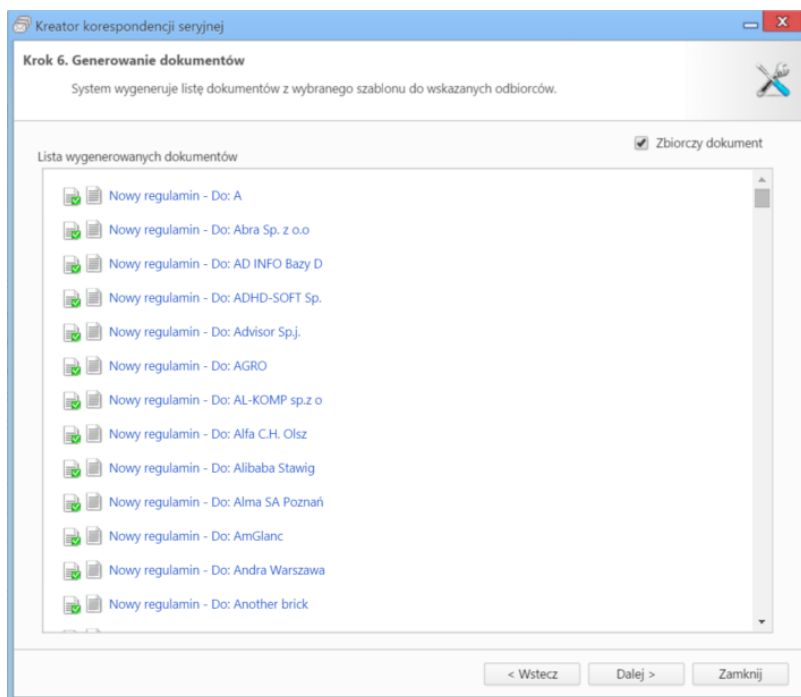 Kreator korespondencji seryjnej
Krok 6. Generowanie dokumentów
System wygeneruje listę dokumentów z wybranego szablonu do wskazanych odbiorców.
Zbiorczy dokument
Lista wygenerowanych dokumentów
Nowy regulamin - Do: A
Nowy regulamin - Do: Abra Sp. z o.o
Nowy regulamin - Do: AD INFO Bazy D
Nowy regulamin - Do: ADHD-SOFT Sp.
Nowy regulamin - Do: Advisor Sp.j.
Nowy regulamin - Do: AGRO
Nowy regulamin - Do: AL-KOMP sp.z o
Nowy regulamin - Do: Alfa C.H. Olsz
Nowy regulamin - Do: Alibaba Stawig
Nowy regulamin - Do: Alma SA Poznań
Nowy regulamin - Do: AmGlanc
Nowy regulamin - Do: Andra Warszawa
Nowy regulamin - Do: Another brick
< Wstecz Dalej > Zamknij